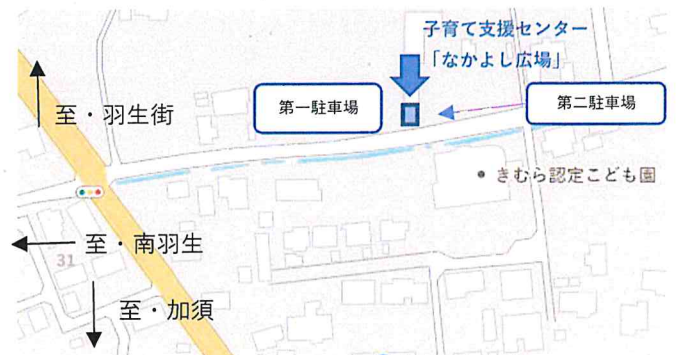 子育て支援センター
「なかよし広場」
第一駐車場
第二駐車場
至・羽生街
きむら認定こども園
至・南羽生
31
至・加須